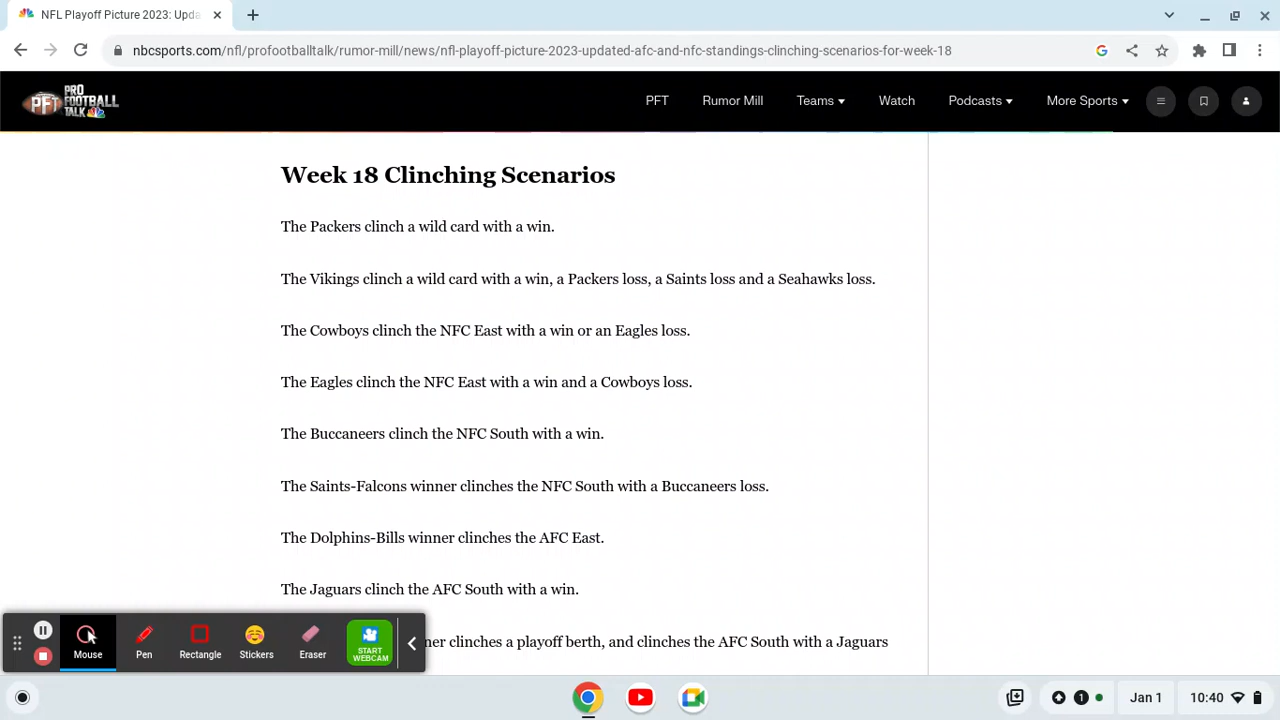 NFL Playoff Picture 2023: Upda
nbcsports.com/nfl/profootballtalk/rumor-mill/news/nfl-playoff-picture-2023-updated-afc-and-nfc-standings-clinching-scenarios-for-week-18
PFT PRO FOOTBALL TALK
PFT Rumor Mill Teams Watch Podcasts More Sports
Week 18 Clinching Scenarios
The Packers clinch a wild card with a win.
The Vikings clinch a wild card with a win, a Packers loss, a Saints loss and a Seahawks loss.
The Cowboys clinch the NFC East with a win or an Eagles loss.
The Eagles clinch the NFC East with a win and a Cowboys loss.
The Buccaneers clinch the NFC South with a win.
The Saints-Falcons winner clinches the NFC South with a Buccaneers loss.
The Dolphins-Bills winner clinches the AFC East.
The Jaguars clinch the AFC South with a win.
ner clinches a playoff berth, and clinches the AFC South with a Jaguars
Mouse Pen Rectangle Stickers Eraser START WEBCAM
1 Jan 1 10:40